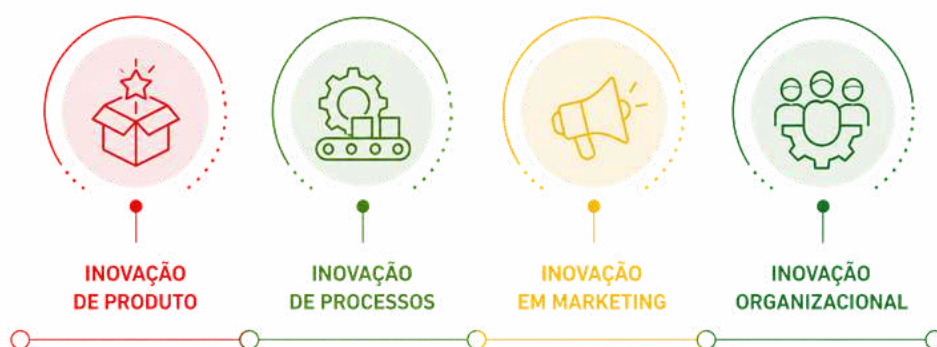 INOVAÇÃO
DE PRODUTO
INOVAÇÃO
DE PROCESSOS
INOVAÇÃO
EM MARKETING
INOVAÇÃO
ORGANIZACIONAL